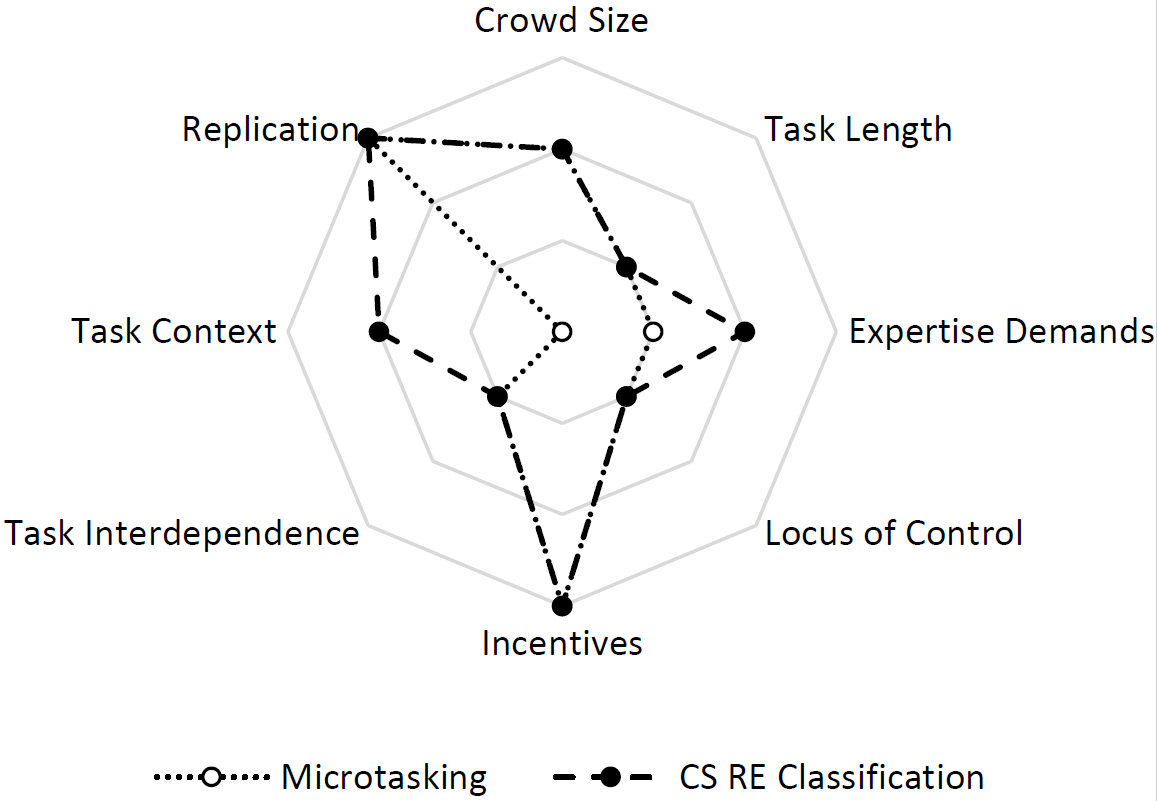 Crowd Size
Replication
Task Length
Task Context
Expertise Demands
Task Interdependence
Locus of Control
Incentives
Microtasking
CS RE Classification